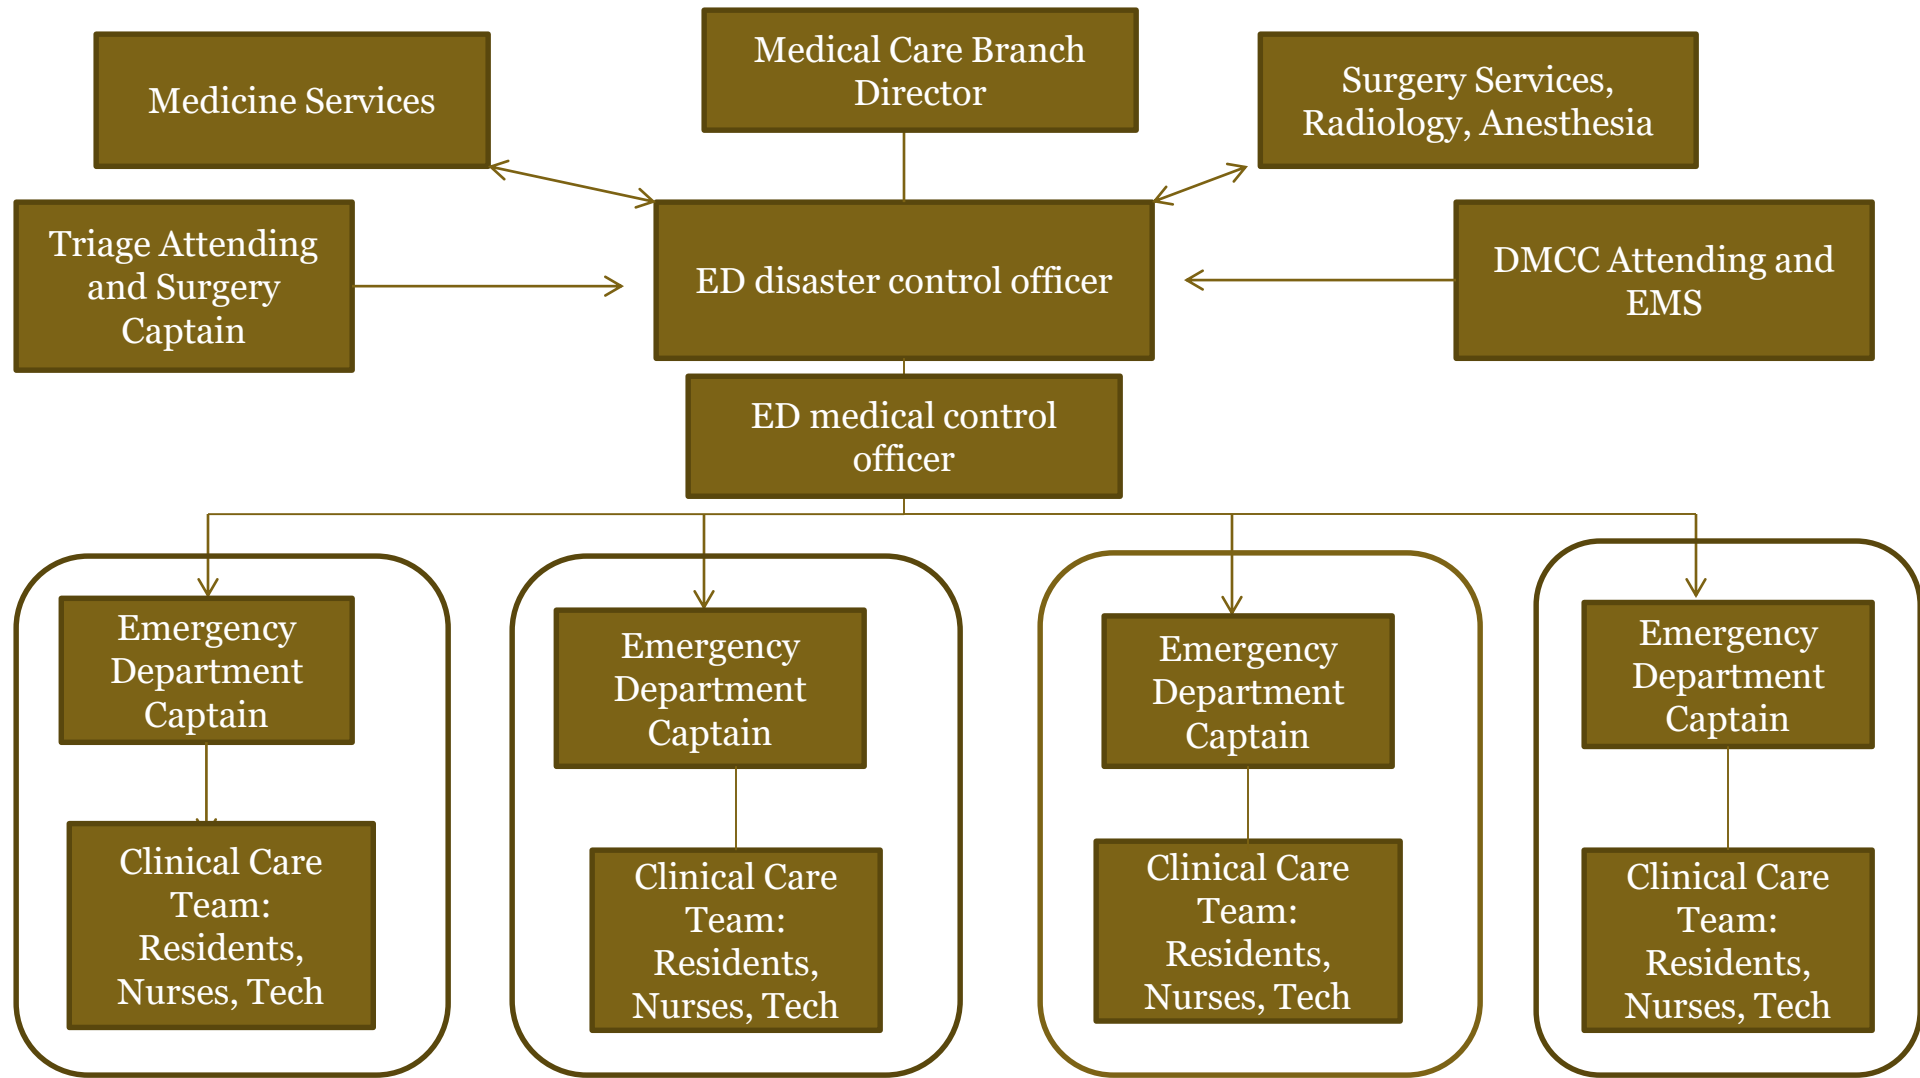 Medicine Services
Medical Care Branch
Director
Surgery Services,
Radiology, Anesthesia
Triage Attending
and Surgery
Captain
ED disaster control officer
DMCC Attending and
EMS
ED medical control
officer
Emergency
Department
Captain
Emergency
Department
Captain
Emergency
Department
Captain
Emergency
Department
Captain
Clinical Care
Team:
Residents,
Nurses, Tech
Clinical Care
Team:
Residents,
Nurses, Tech
Clinical Care
Team:
Residents,
Nurses, Tech
Clinical Care
Team:
Residents,
Nurses, Tech